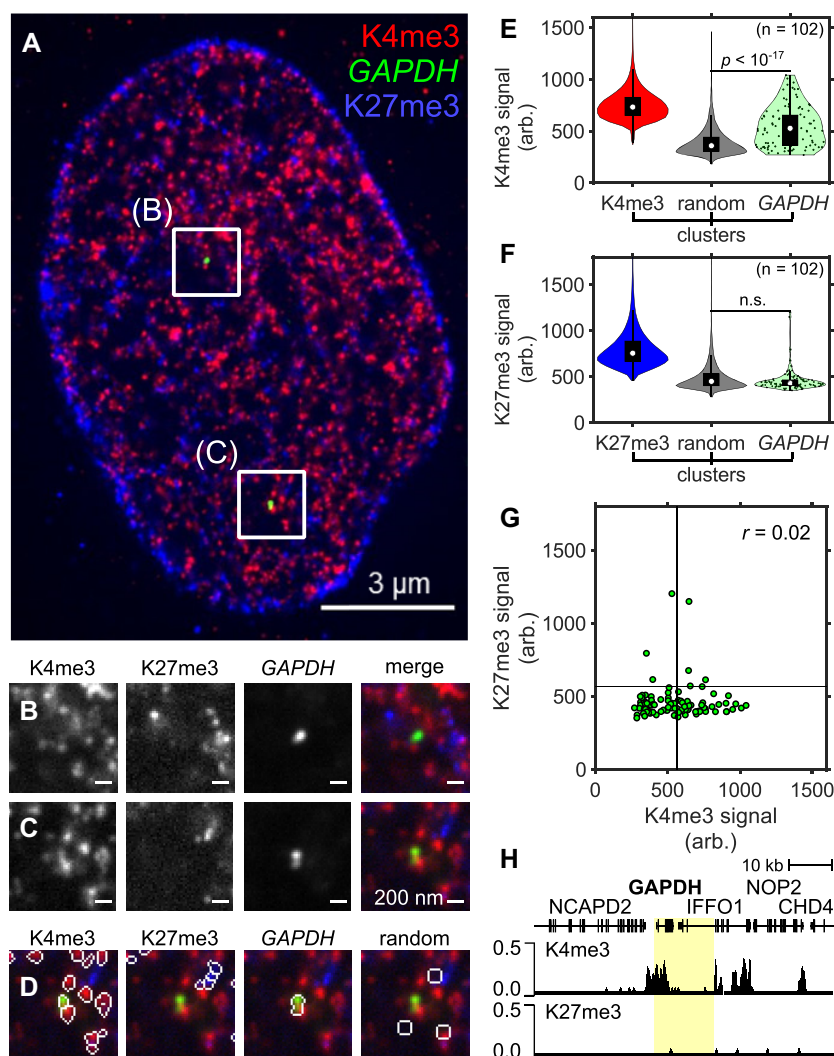 A
K4me3
GAPDH
K27me3
(B)
(C)
3 µm
K4me3 K27me3 GAPDH merge
B
C
200 nm
K4me3 K27me3 GAPDH random
D
E
(n = 102)
p < 10-17
1500
1000
500
0
K4me3 signal
(arb.)
K4me3 random GAPDH
clusters
F
(n = 102)
n.s.
1500
1000
500
0
K27me3 signal
(arb.)
K27me3 random GAPDH
clusters
G
r = 0.02
1500
1000
500
0
K27me3 signal
(arb.)
0 500 1000 1500
K4me3 signal
(arb.)
H
10 kb
GAPDH NOP2
NCAPD2 IFFO1 CHD4
0.5
K4me3
0.0
0.5
K27me3
0.0